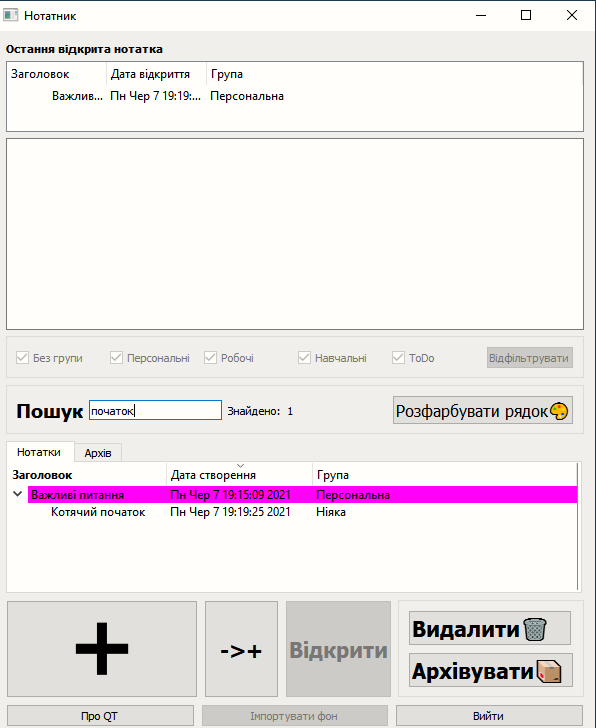 Нотатник
Остання відкрита нотатка
Заголовок Дата відкриття Група
Важлив... Пн Чер 7 19:19:... Персональна
Без групи Персональні Робочі Навчальні ToDo Відфільтрувати
Пошук початок Знайдено: 1 Розфарбувати рядок
Нотатки Архів
Заголовок Дата створення Група
Важливі питання Пн Чер 7 19:15:09 2021 Персональна
Котячий початок Пн Чер 7 19:19:25 2021 Ніяка
+ ->+ Відкрити Видалити
Архівувати
Про QT Імпортувати фон Вийти